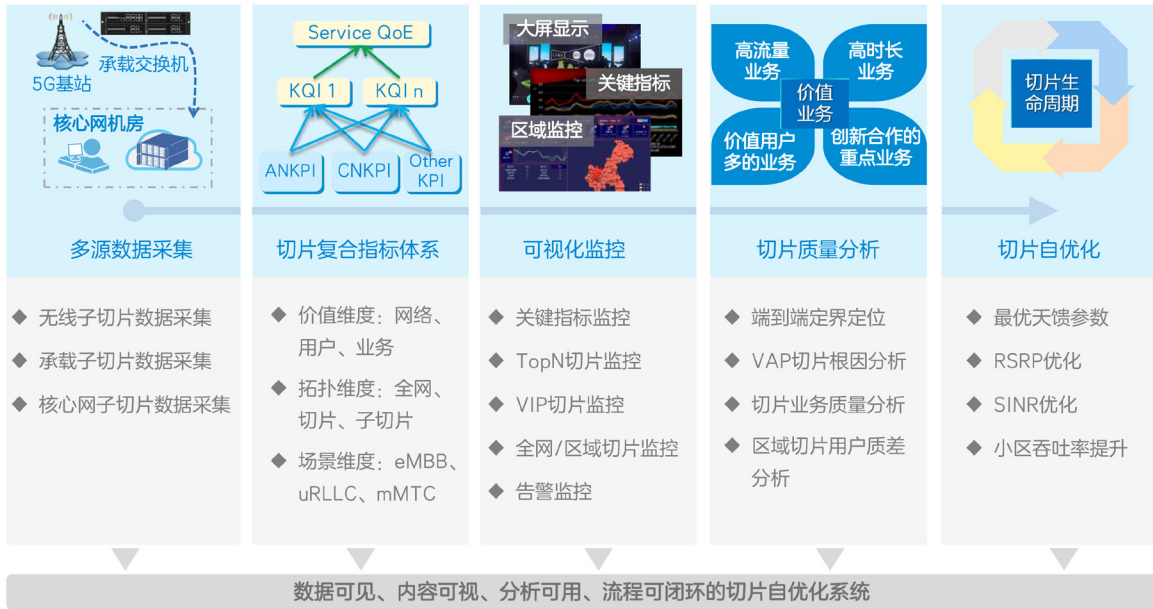 5G基站
承载交换机
核心网机房
多源数据采集
◆ 无线子切片数据采集
◆ 承载子切片数据采集
◆ 核心网子切片数据采集
Service QoE
KQI 1
KQI n
ANKPI
CNKPI
Other
KPI
切片复合指标体系
◆ 价值维度：网络、
用户、业务
◆ 拓扑维度：全网、
切片、子切片
◆ 场景维度：eMBB、
uRLLC、mMTC
大屏显示
关键指标
区域监控
可视化监控
◆ 关键指标监控
◆ TopN切片监控
◆ VIP切片监控
◆ 全网/区域切片监控
◆ 告警监控
高流量
业务
高时长
业务
价值
业务
价值用户
多的业务
创新合作的
重点业务
切片质量分析
◆ 端到端定界定位
◆ VAP切片根因分析
◆ 切片业务质量分析
◆ 区域切片用户质差
分析
切片生
命周期
切片自优化
◆ 最优天馈参数
◆ RSRP优化
◆ SINR优化
◆ 小区吞吐率提升
数据可见、内容可视、分析可用、流程可闭环的切片自优化系统